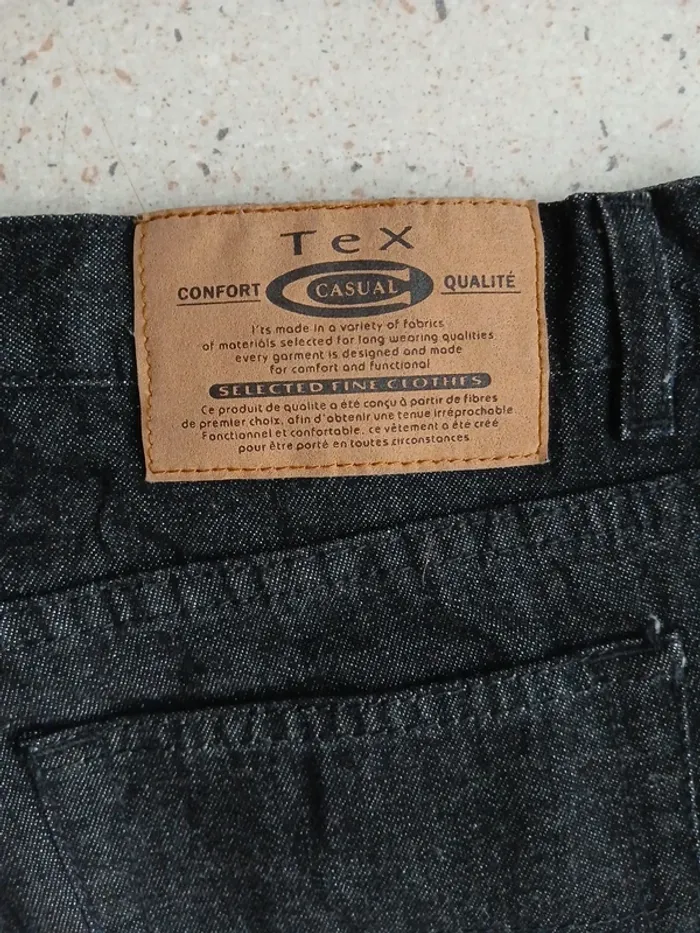 TeX
CONFORT CASUAL QUALITÉ
I'ts made in a variety of fabrics
of materials selected for long wearing qualities
every garment is designed and made
for comfort and functional
SELECTED FINE CLOTHES
Ce produit de qualite a été conçu à partir de fibres
de premier choix, afin d'obtenir une tenue irréprochable.
Fonctionnel et confortable, ce vêtement a été créé
pour être porté en toutes circonstances.